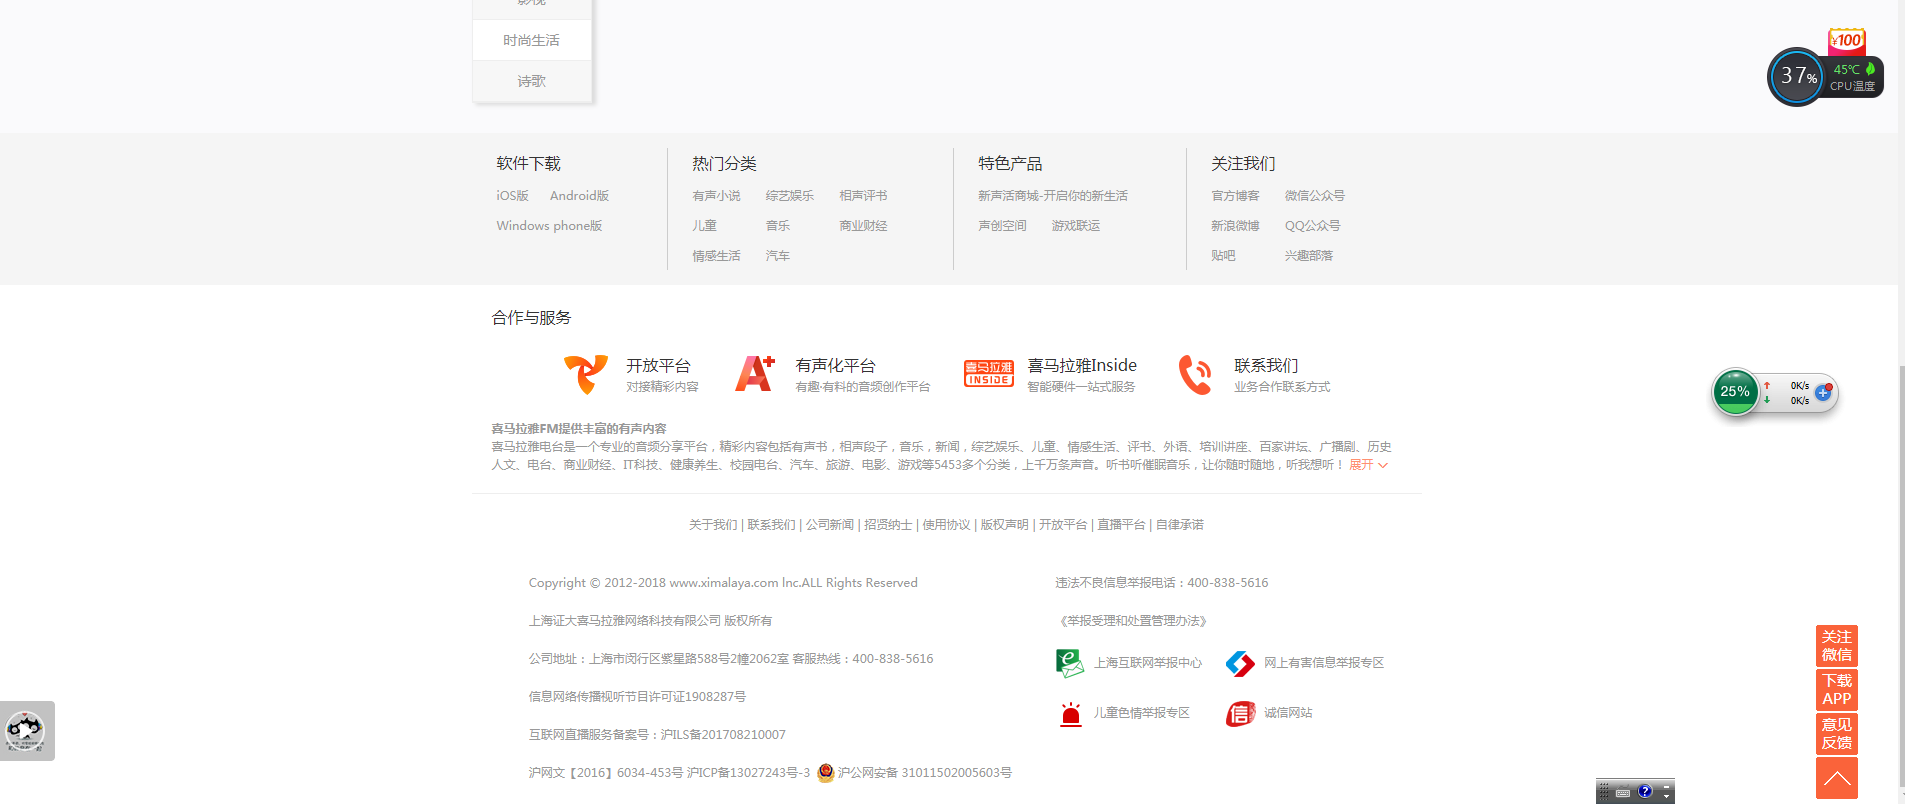 影视
时尚生活
诗歌
¥100
37%
45℃
CPU温度
软件下载
iOS版 Android版
Windows phone版
热门分类
有声小说 综艺娱乐 相声评书
儿童 音乐 商业财经
情感生活 汽车
特色产品
新声活商城-开启你的新生活
声创空间 游戏联运
关注我们
官方博客 微信公众号
新浪微博 QQ公众号
贴吧 兴趣部落
合作与服务
开放平台
对接精彩内容
有声化平台
有趣·有料的音频创作平台
喜马拉雅
INSIDE
喜马拉雅Inside
智能硬件一站式服务
联系我们
业务合作联系方式
25%
0K/s
0K/s
喜马拉雅FM提供丰富的有声内容
喜马拉雅电台是一个专业的音频分享平台，精彩内容包括有声书，相声段子，音乐，新闻，综艺娱乐、儿童、情感生活、评书、外语、培训讲座、百家讲坛、广播剧、历史
人文、电台、商业财经、IT科技、健康养生、校园电台、汽车、旅游、电影、游戏等5453多个分类，上千万条声音。听书听催眠音乐，让你随时随地，听我想听！ 展开
关于我们 | 联系我们 | 公司新闻 | 招贤纳士 | 使用协议 | 版权声明 | 开放平台 | 直播平台 | 自律承诺
Copyright © 2012-2018 www.ximalaya.com lnc.ALL Rights Reserved
上海证大喜马拉雅网络科技有限公司 版权所有
公司地址：上海市闵行区紫星路588号2幢2062室 客服热线：400-838-5616
信息网络传播视听节目许可证1908287号
互联网直播服务备案号：沪ILS备201708210007
沪网文【2016】6034-453号 沪ICP备13027243号-3 沪公网安备 31011502005603号
违法不良信息举报电话：400-838-5616
《举报受理和处置管理办法》
上海互联网举报中心 网上有害信息举报专区
儿童色情举报专区 信 诚信网站
关注
微信
下载
APP
意见
反馈